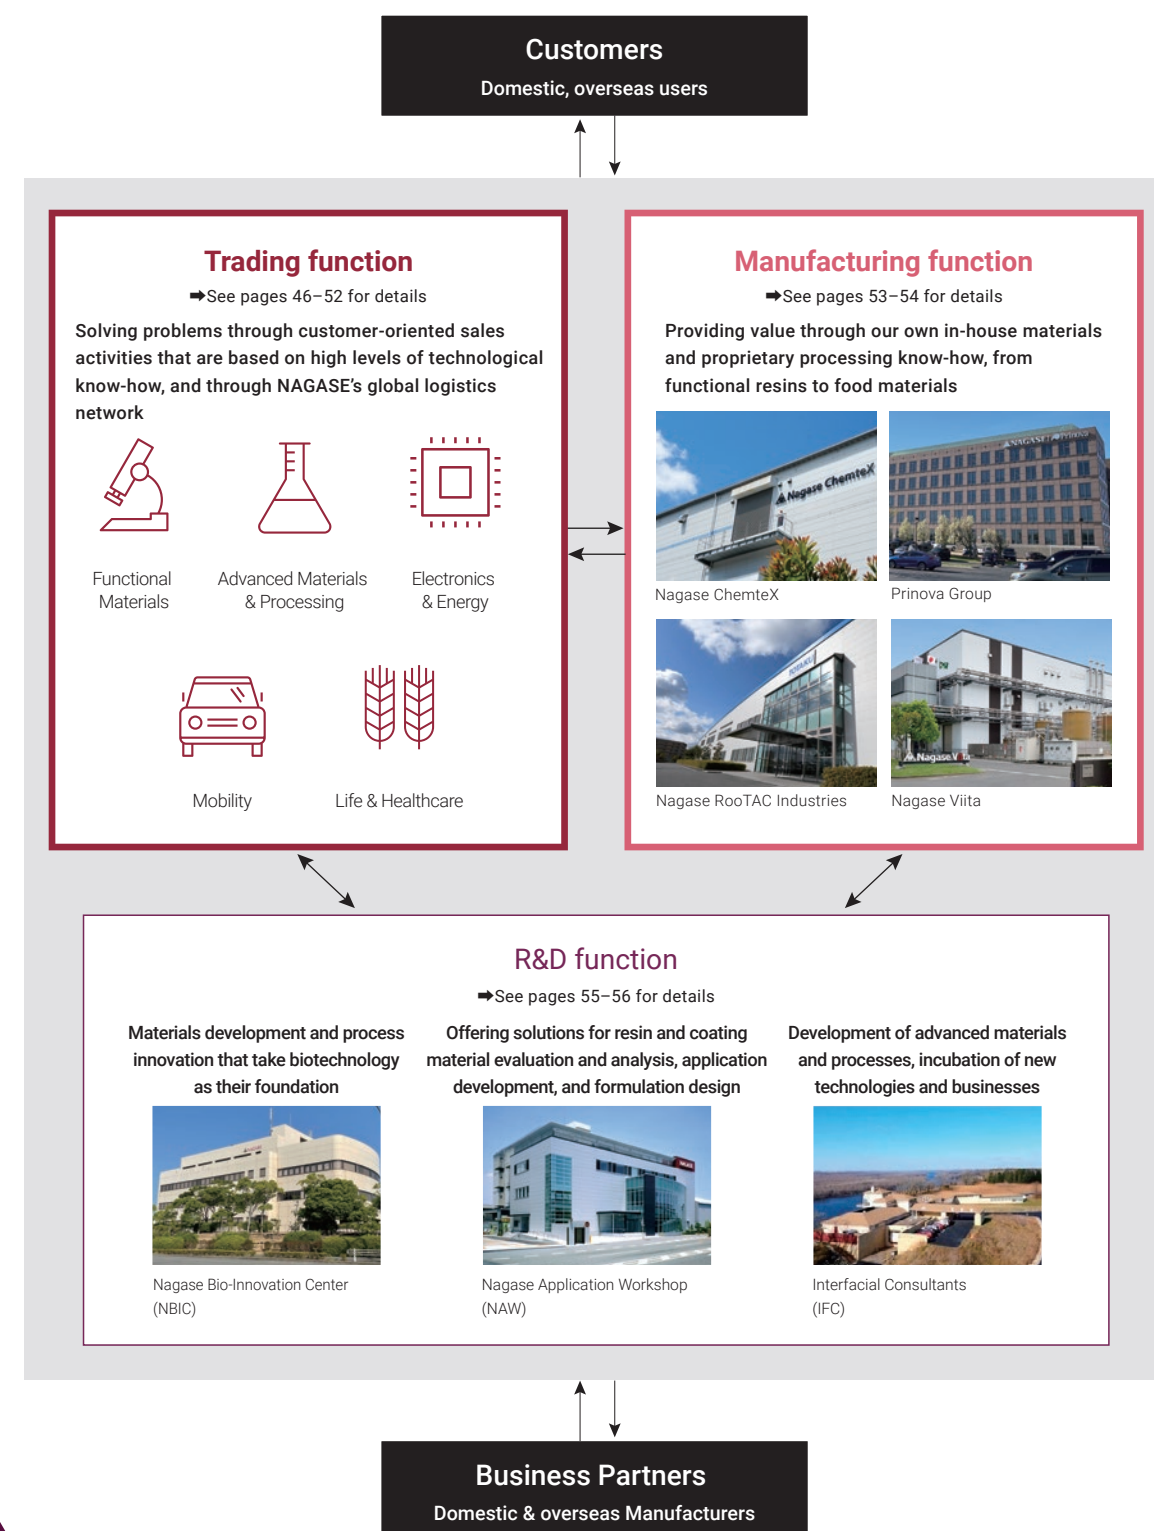 Customers
Domestic, overseas users
Trading function
➡See pages 46–52 for details
Solving problems through customer-oriented sales
activities that are based on high levels of technological
know-how, and through NAGASE's global logistics
network
Functional
Materials
Advanced Materials
& Processing
Electronics
& Energy
Mobility
Life & Healthcare
Manufacturing function
➡See pages 53–54 for details
Providing value through our own in-house materials
and proprietary processing know-how, from
functional resins to food materials
Nagase ChemteX
NAGASE
Nagase ChemteX
Prinova Group
TOTAKU
Nagase Viita
Nagase RooTAC Industries
Nagase Viita
R&D function
➡See pages 55–56 for details
Materials development and process
innovation that take biotechnology
as their foundation
Nagase Bio-Innovation Center
(NBIC)
Offering solutions for resin and coating
material evaluation and analysis, application
development, and formulation design
NAGASE
Nagase Application Workshop
(NAW)
Development of advanced materials
and processes, incubation of new
technologies and businesses
Interfacial Consultants
(IFC)
Business Partners
Domestic & overseas Manufacturers